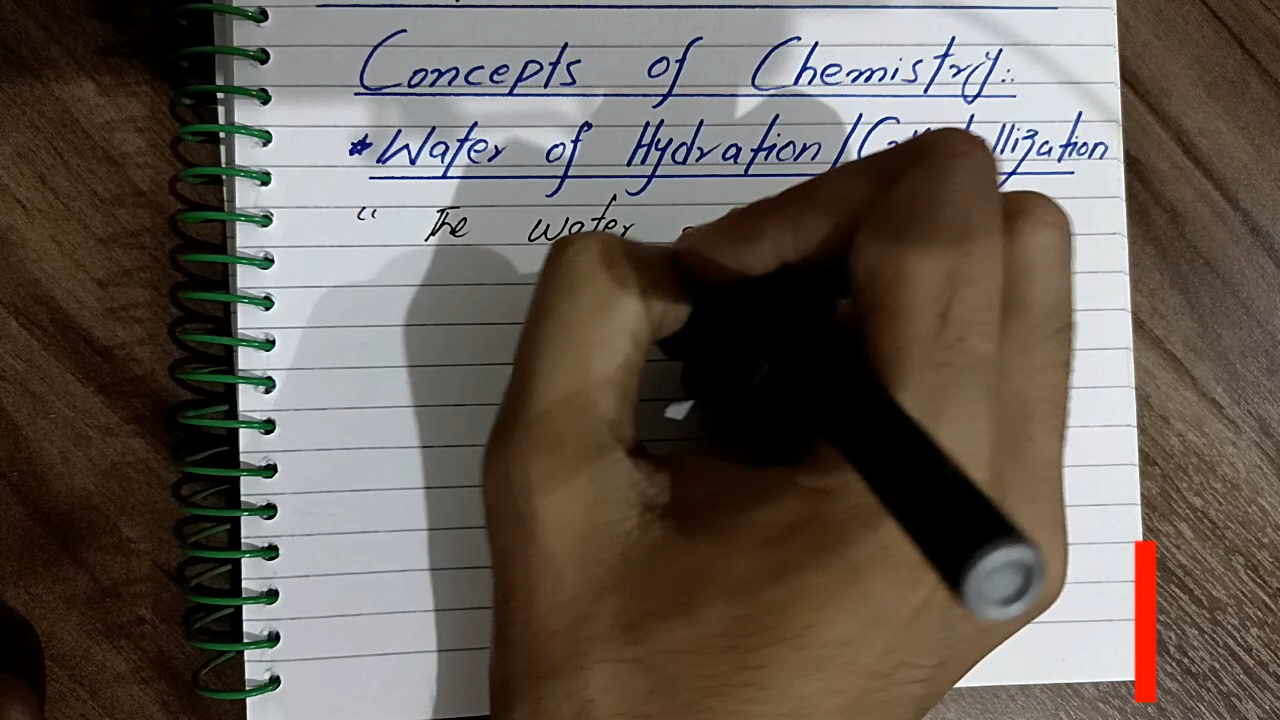 Concepts of Chemistry:
*Water of Hydration/
" The water